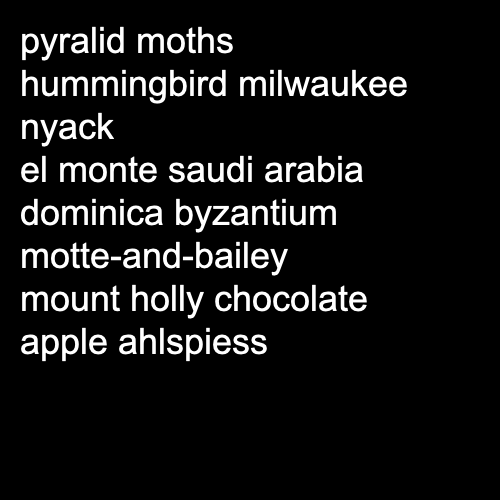 pyralid moths
hummingbird milwaukee
nyack
el monte saudi arabia
dominica byzantium
motte-and-bailey
mount holly chocolate
apple ahlspiess